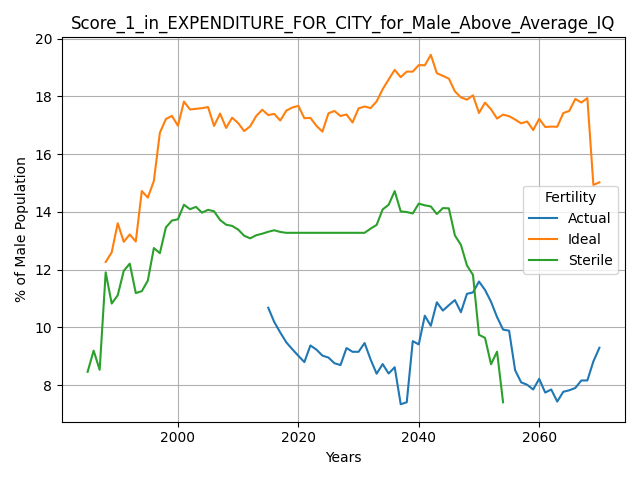 Score_1_in_EXPENDITURE_FOR_CITY_for_Male_Above_Average_IQ
% of Male Population
20
18
16
14
12
10
8
Fertility
Actual
Ideal
Sterile
2000
2020
2040
2060
Years